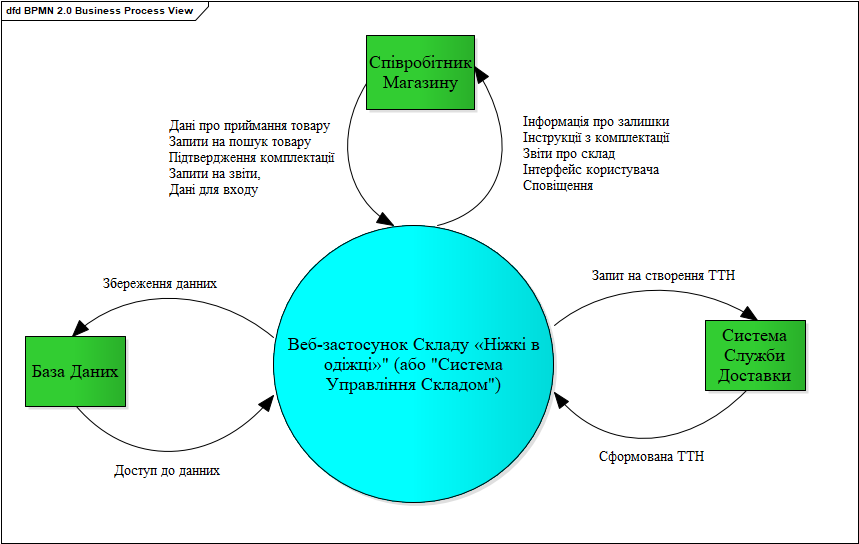 dfd BPMN 2.0 Business Process View
Співробітник
Магазину
Дані про приймання товару
Запити на пошук товару
Підтвердження комплектації
Запити на звіти,
Дані для входу
Інформація про залишки
Інструкції з комплектації
Звіти про склад
Інтерфейс користувача
Сповіщення
Збереження данних
Запит на створення ТТН
База Даних
Веб-застосунок Складу «Ніжкі в
одіжці»" (або "Система
Управління Складом")
Система
Служби
Доставки
Доступ до данних
Сформована ТТН